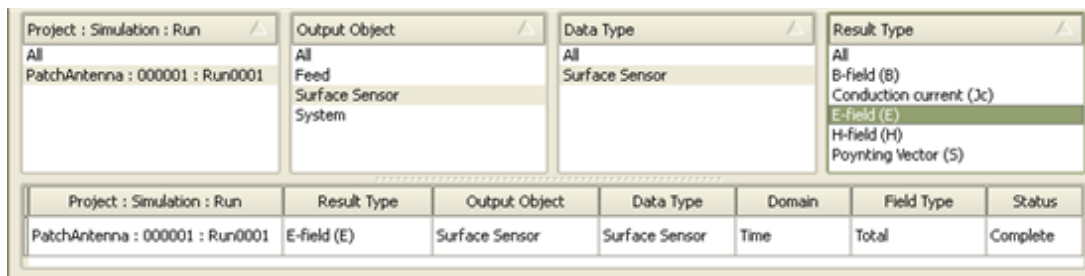 Project : Simulation : Run
All
PatchAntenna : 000001 : Run0001
Output Object
All
Feed
Surface Sensor
System
Data Type
All
Surface Sensor
Result Type
All
B-field (B)
Conduction current (Jc)
E-field (E)
H-field (H)
Poynting Vector (S)
Project : Simulation : Run Result Type Output Object Data Type Domain Field Type Status
PatchAntenna : 000001 : Run0001 E-field (E) Surface Sensor Surface Sensor Time Total Complete